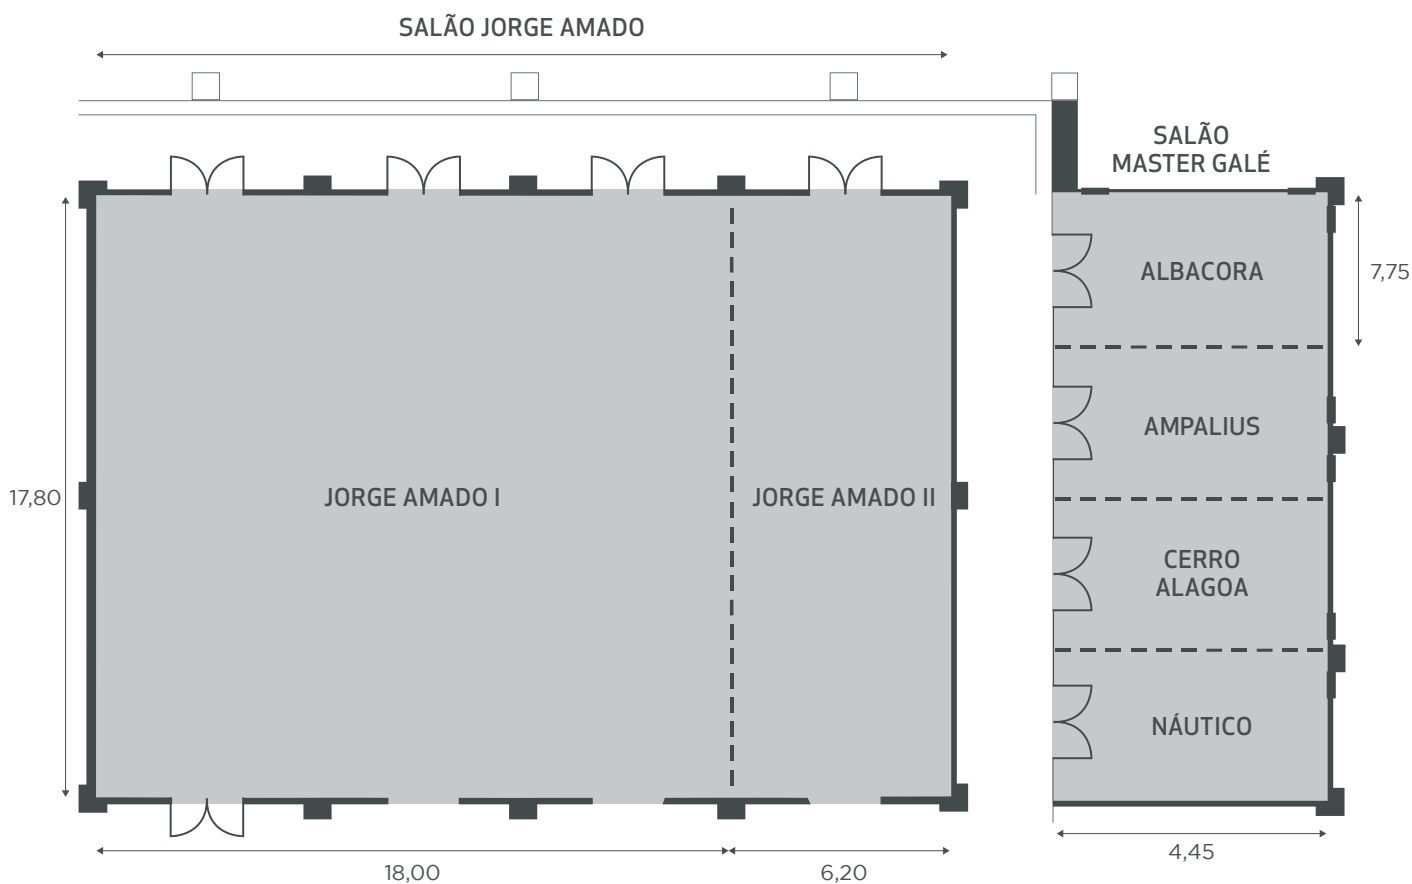 SALÃO JORGE AMADO
SALÃO
MASTER GALÉ
ALBACORA
7,75
AMPALIUS
17,80
JORGE AMADO I
JORGE AMADO II
CERRO
ALAGOA
NÁUTICO
18,00
6,20
4,45